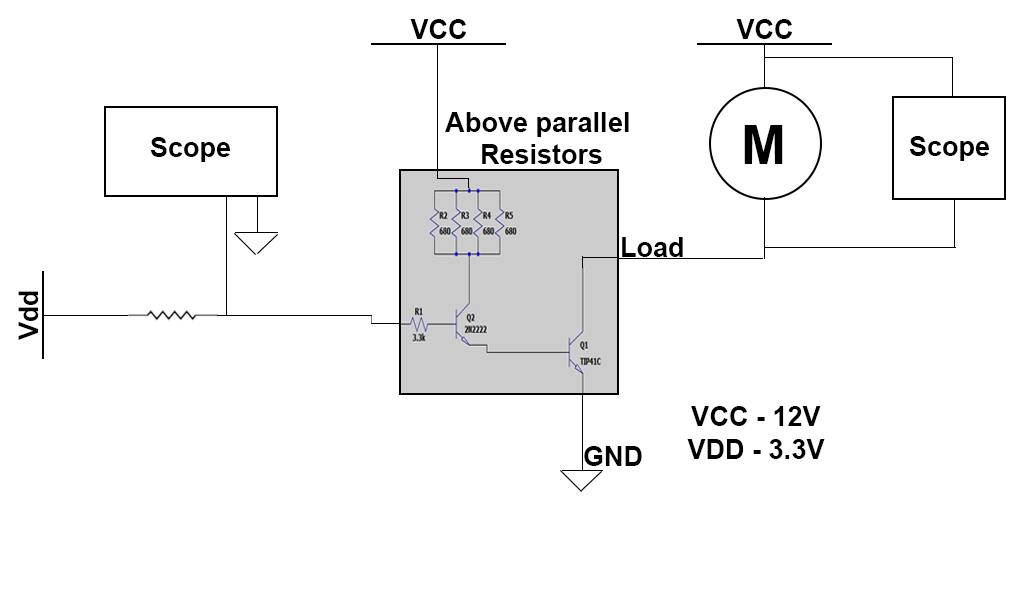 VCC
VCC
Scope
Above parallel
Resistors
M
Scope
R2
680
R3
680
R4
680
R5
680
Load
Vdd
R1
3.3k
Q2
2N2222
Q1
TIP41C
VCC - 12V
VDD - 3.3V
GND